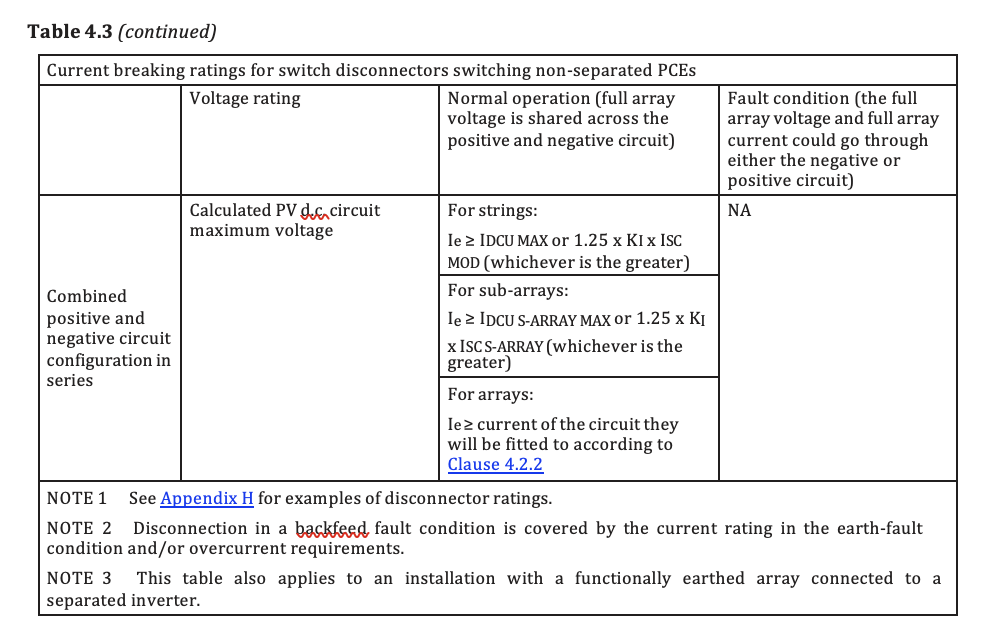 Table 4.3 (continued)
Current breaking ratings for switch disconnectors switching non-separated PCEs
Voltage rating
Normal operation (full array
voltage is shared across the
positive and negative circuit)
Fault condition (the full
array voltage and full array
current could go through
either the negative or
positive circuit)
Combined
positive and
negative circuit
configuration in
series
Calculated PV d.c. circuit
maximum voltage
For strings:
Ie ≥ IDCU MAX or 1.25 x KI x ISC
MOD (whichever is the greater)
For sub-arrays:
Ie ≥ IDCU S-ARRAY MAX or 1.25 x KI
x ISC S-ARRAY (whichever is the
greater)
For arrays:
Ie ≥ current of the circuit they
will be fitted to according to
Clause 4.2.2
NA
NOTE 1 See Appendix H for examples of disconnector ratings.
NOTE 2 Disconnection in a backfeed fault condition is covered by the current rating in the earth-fault
condition and/or overcurrent requirements.
NOTE 3 This table also applies to an installation with a functionally earthed array connected to a
separated inverter.